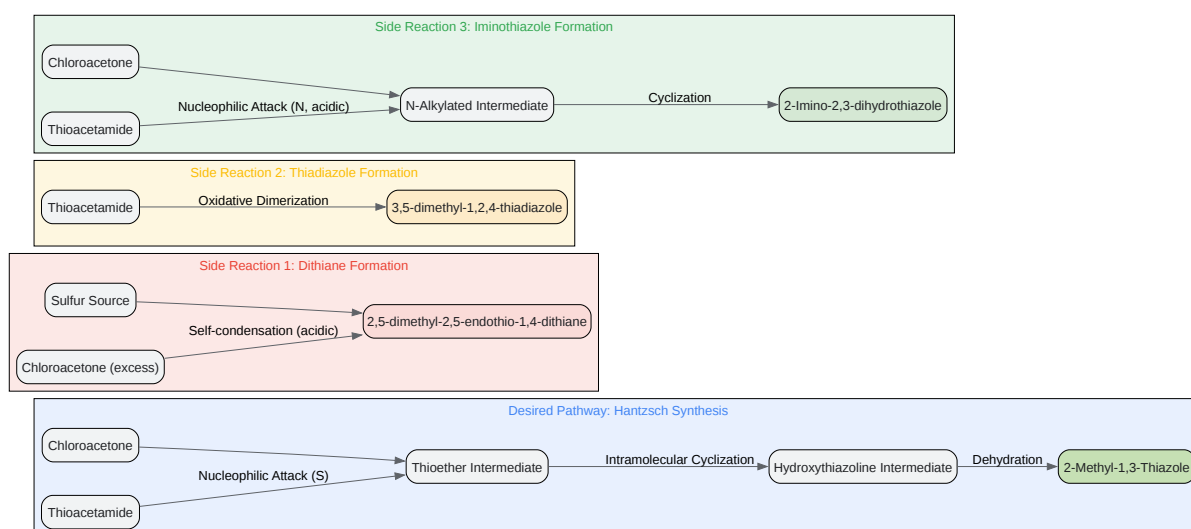 Side Reaction 3: Iminothiazole Formation
Chloroacetone
Nucleophilic Attack (N, acidic)
N-Alkylated Intermediate
Cyclization
2-Imino-2,3-dihydrothiazole
Thioacetamide
Side Reaction 2: Thiadiazole Formation
Thioacetamide
Oxidative Dimerization
3,5-dimethyl-1,2,4-thiadiazole
Side Reaction 1: Dithiane Formation
Sulfur Source
2,5-dimethyl-2,5-endothio-1,4-dithiane
Self-condensation (acidic)
Chloroacetone (excess)
Desired Pathway: Hantzsch Synthesis
Chloroacetone
Nucleophilic Attack (S)
Thioether Intermediate
Intramolecular Cyclization
Hydroxythiazoline Intermediate
Dehydration
2-Methyl-1,3-Thiazole
Thioacetamide